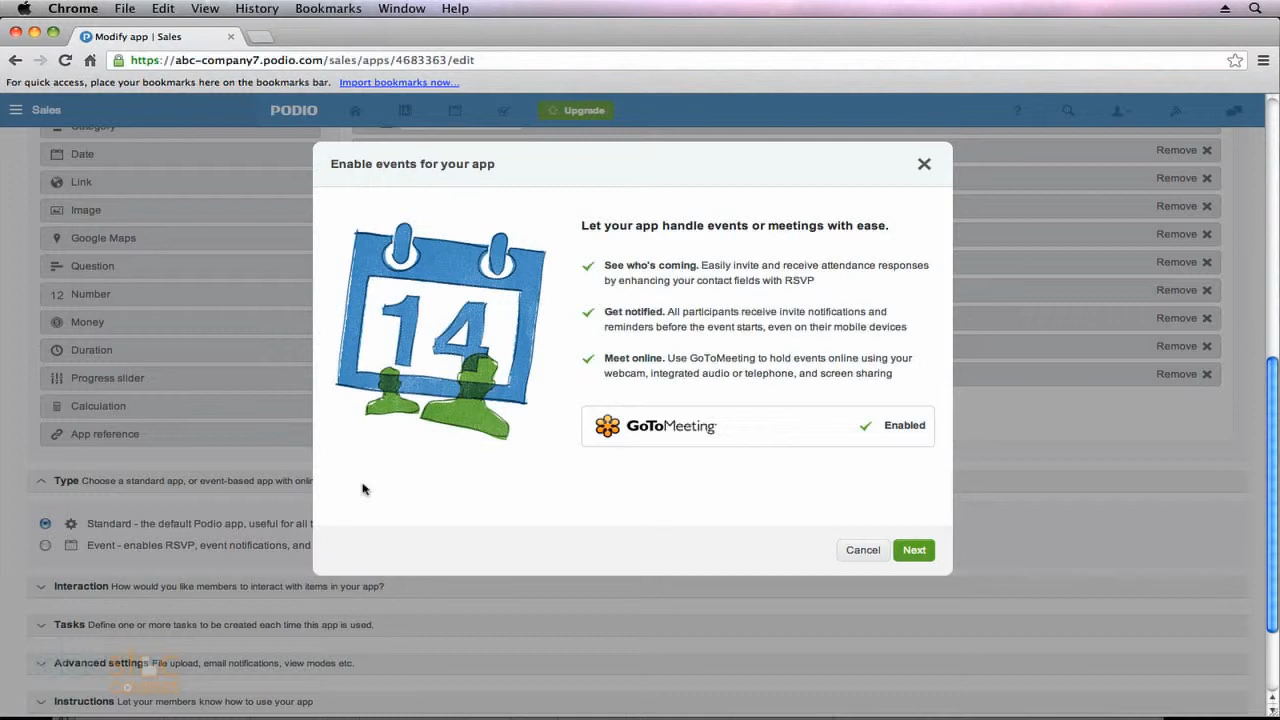 Chrome File Edit View History Bookmarks Window Help
Modify app | Sales
https://abc-company7.podio.com/sales/apps/4683363/edit
For quick access, place your bookmarks here on the bookmarks bar. Import bookmarks now...
Sales PODIO Upgrade ?
Category
Date Remove
Link Remove
Image Remove
Google Maps Remove
Question Remove
12 Number Remove
Money Remove
Duration Remove
Progress slider Remove
Calculation
App reference
Enable events for your app
14
Let your app handle events or meetings with ease.
See who's coming. Easily invite and receive attendance responses
by enhancing your contact fields with RSVP
Get notified. All participants receive invite notifications and
reminders before the event starts, even on their mobile devices
Meet online. Use GoToMeeting to hold events online using your
webcam, integrated audio or telephone, and screen sharing
GoToMeeting Enabled
Cancel Next
Type Choose a standard app, or event-based app with onli
Standard - the default Podio app, useful for all t
Event - enables RSVP, event notifications, and
Interaction How would you like members to interact with items in your app?
Tasks Define one or more tasks to be created each time this app is used.
Advanced settings File upload, email notifications, view modes etc.
Instructions Let your members know how to use your app